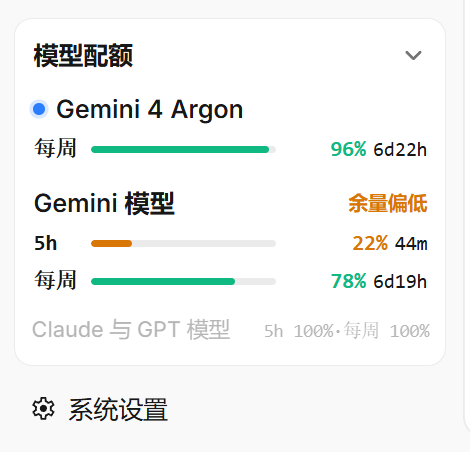 模型配额
Gemini 4 Argon
每周 96% 6d22h
Gemini 模型 余量偏低
5h 22% 44m
每周 78% 6d19h
Claude 与 GPT 模型 5h 100%·每周 100%
系统设置